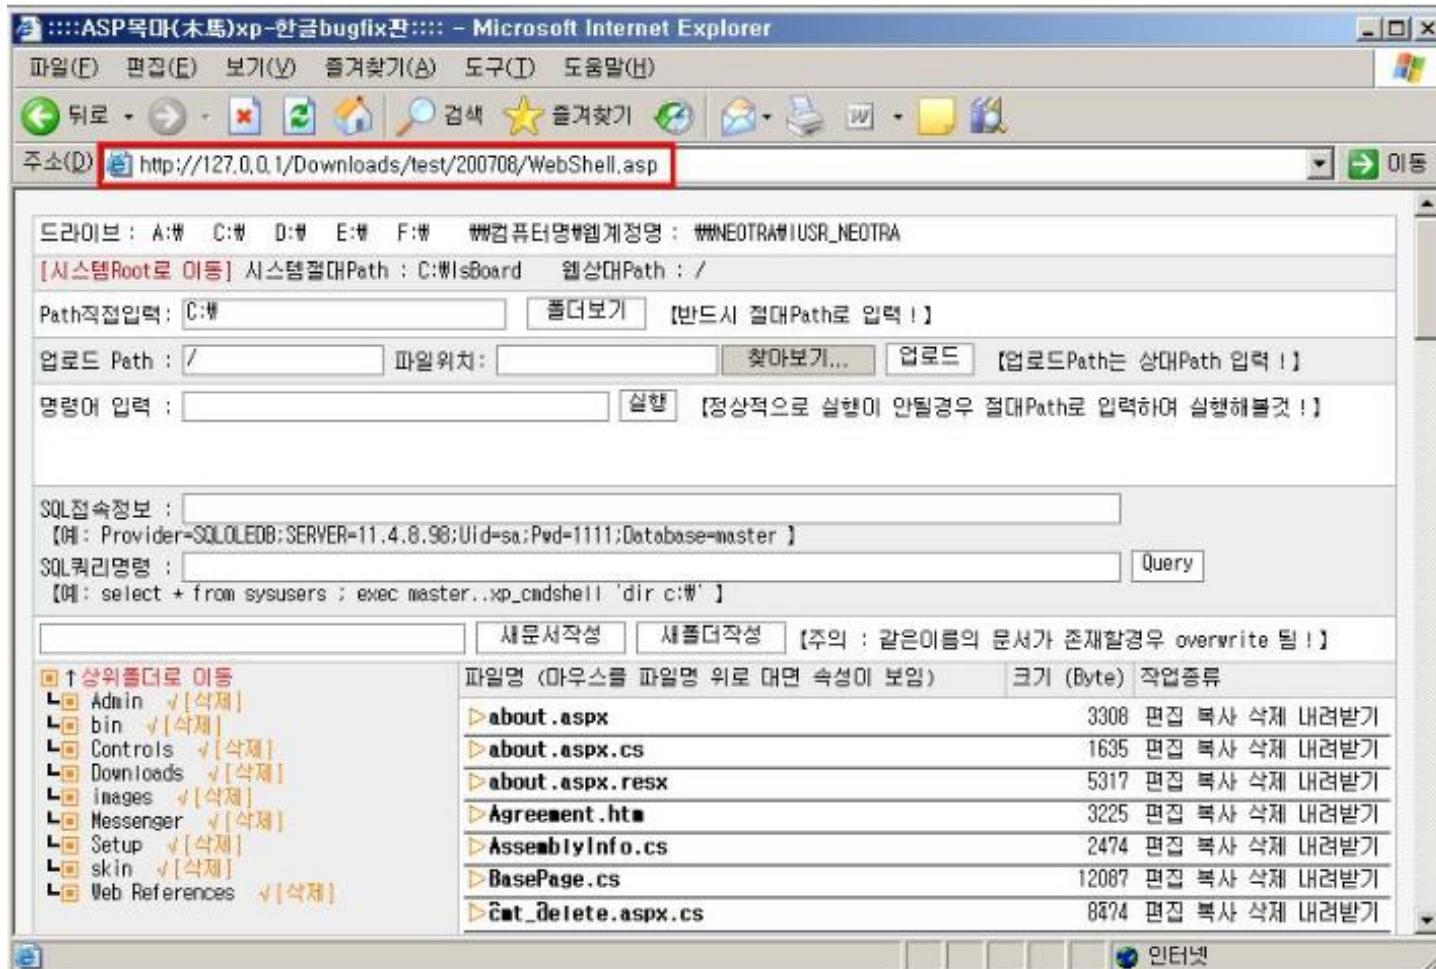 ::::ASP목마(木馬)xp-한글bugfix판:::: - Microsoft Internet Explorer
파일(F) 편집(E) 보기(V) 즐겨찾기(A) 도구(T) 도움말(H)
뒤로 검색 즐겨찾기
주소(D) http://127.0.0.1/Downloads/test/200708/WebShell.asp 이동
드라이브 : A:₩ C:₩ D:₩ E:₩ F:₩ ₩₩컴퓨터명₩웹계정명 : ₩₩NEOTRA₩IUSR_NEOTRA
[시스템Root로 이동] 시스템절대Path : C:₩IsBoard 웹상대Path : /
Path직접입력: C:₩ 폴더보기 【반드시 절대Path로 입력！】
업로드 Path : / 파일위치: 찾아보기... 업로드 【업로드Path는 상대Path 입력！】
명령어 입력 : 실행 【정상적으로 실행이 안될경우 절대Path로 입력하여 실행해볼것！】
SQL접속정보 :
【예: Provider=SQLOLEDB;SERVER=11.4.8.98;Uid=sa;Pwd=1111;Database=master 】
SQL쿼리명령 : Query
【예: select * from sysusers ; exec master..xp_cmdshell 'dir c:₩' 】
새문서작성 새폴더작성 【주의 : 같은이름의 문서가 존재할경우 overwrite 됨！】
↑상위폴더로 이동
Admin √[삭제]
bin √[삭제]
Controls √[삭제]
Downloads √[삭제]
images √[삭제]
Messenger √[삭제]
Setup √[삭제]
skin √[삭제]
Web References √[삭제]
파일명 (마우스를 파일명 위로 대면 속성이 보임) 크기 (Byte) 작업종류
▷about.aspx 3308 편집 복사 삭제 내려받기
▷about.aspx.cs 1635 편집 복사 삭제 내려받기
▷about.aspx.resx 5317 편집 복사 삭제 내려받기
▷Agreement.htm 3225 편집 복사 삭제 내려받기
▷AssemblyInfo.cs 2474 편집 복사 삭제 내려받기
▷BasePage.cs 12087 편집 복사 삭제 내려받기
▷cmt_delete.aspx.cs 8474 편집 복사 삭제 내려받기
인터넷